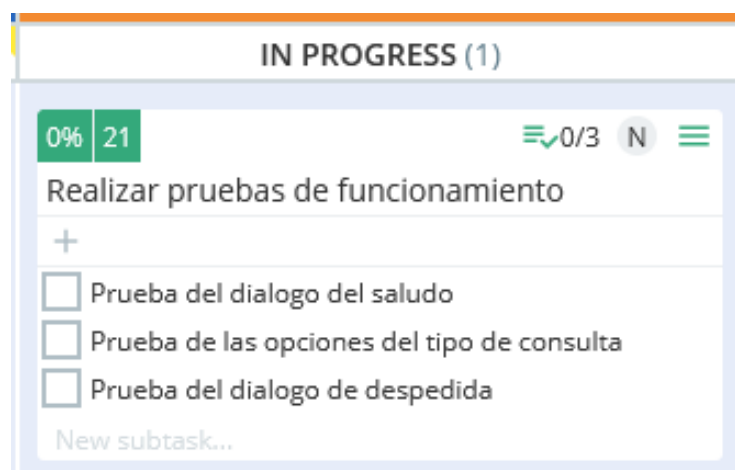 IN PROGRESS (1)
0% 21 0/3 N
Realizar pruebas de funcionamiento
+
Prueba del dialogo del saludo
Prueba de las opciones del tipo de consulta
Prueba del dialogo de despedida
New subtask...